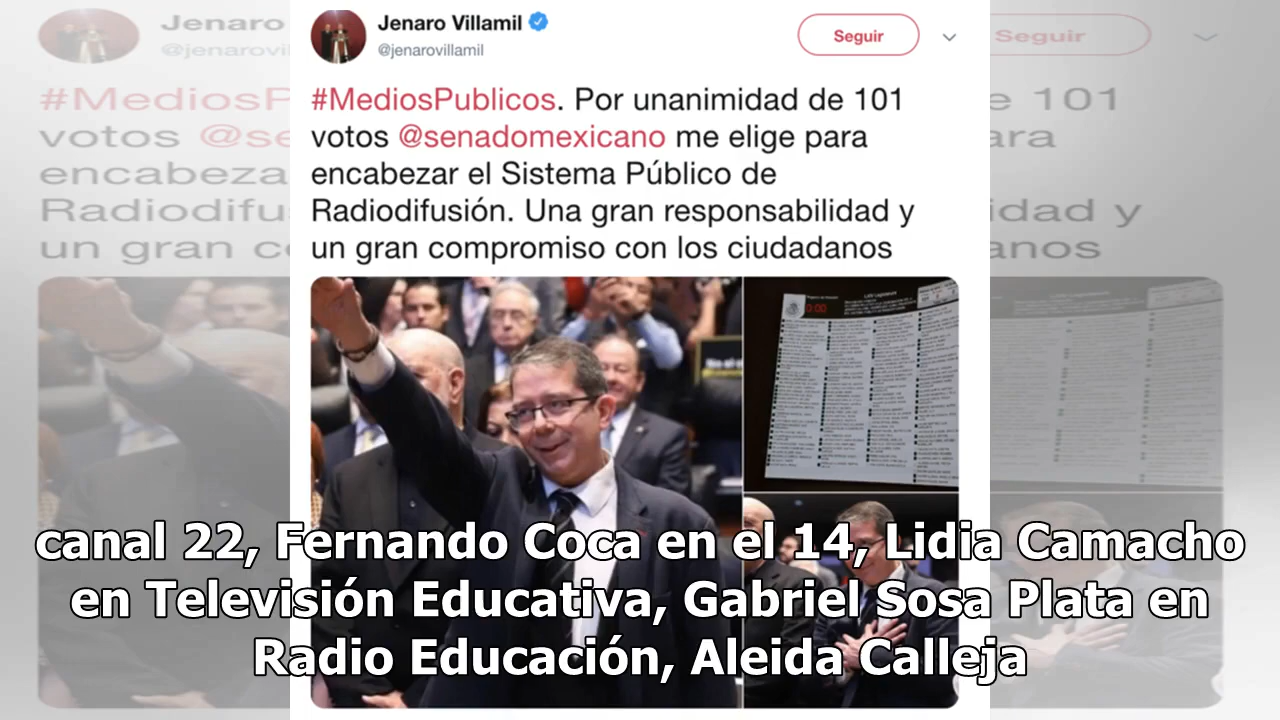 Jenaro Villamil
@jenarovillamil
Seguir
#MediosPublicos. Por unanimidad de 101
votos @senadomexicano me elige para
encabezar el Sistema Público de
Radiodifusión. Una gran responsabilidad y
un gran compromiso con los ciudadanos
canal 22, Fernando Coca en el 14, Lidia Camacho
en Televisión Educativa, Gabriel Sosa Plata en
Radio Educación, Aleida Calleja